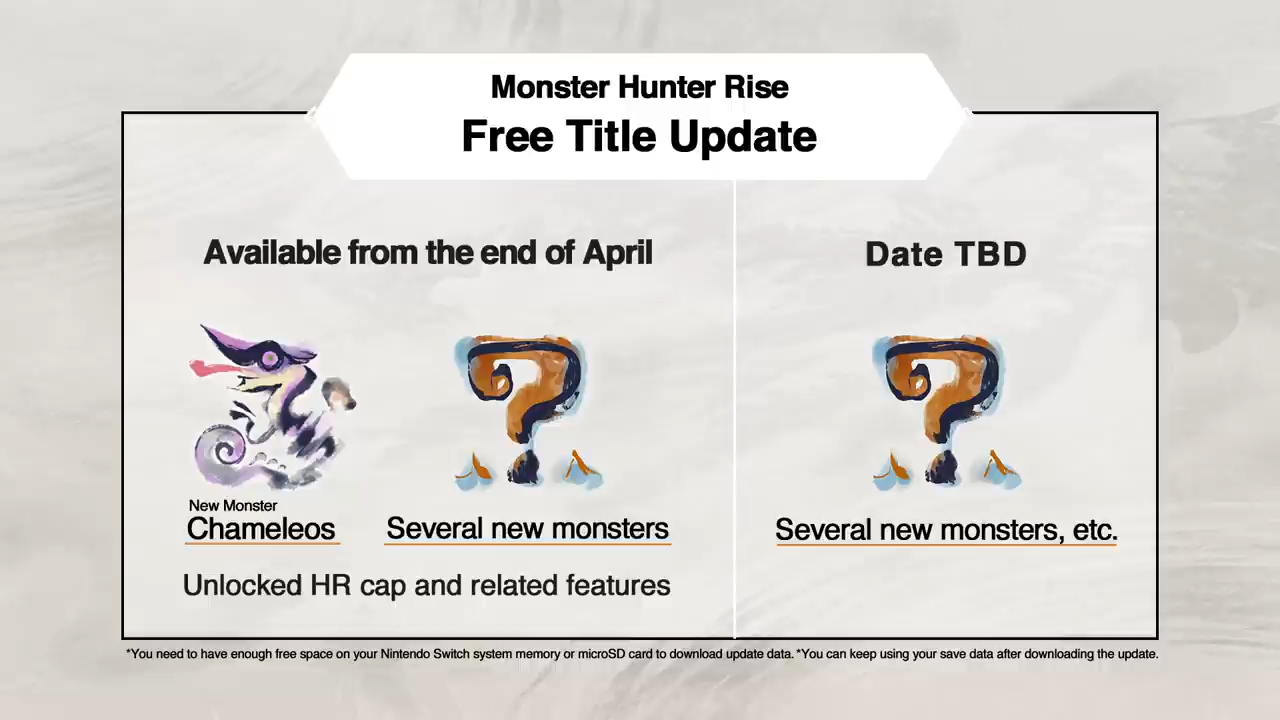 Monster Hunter Rise
Free Title Update
Available from the end of April
New Monster
Chameleos
Several new monsters
Unlocked HR cap and related features
Date TBD
Several new monsters, etc.
*You need to have enough free space on your Nintendo Switch system memory or microSD card to download update data. *You can keep using your save data after downloading the update.